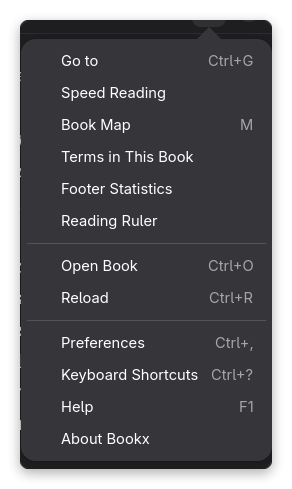 Go to Ctrl+G
Speed Reading
Book Map M
Terms in This Book
Footer Statistics
Reading Ruler
Open Book Ctrl+O
Reload Ctrl+R
Preferences Ctrl+,
Keyboard Shortcuts Ctrl+?
Help F1
About Bookx